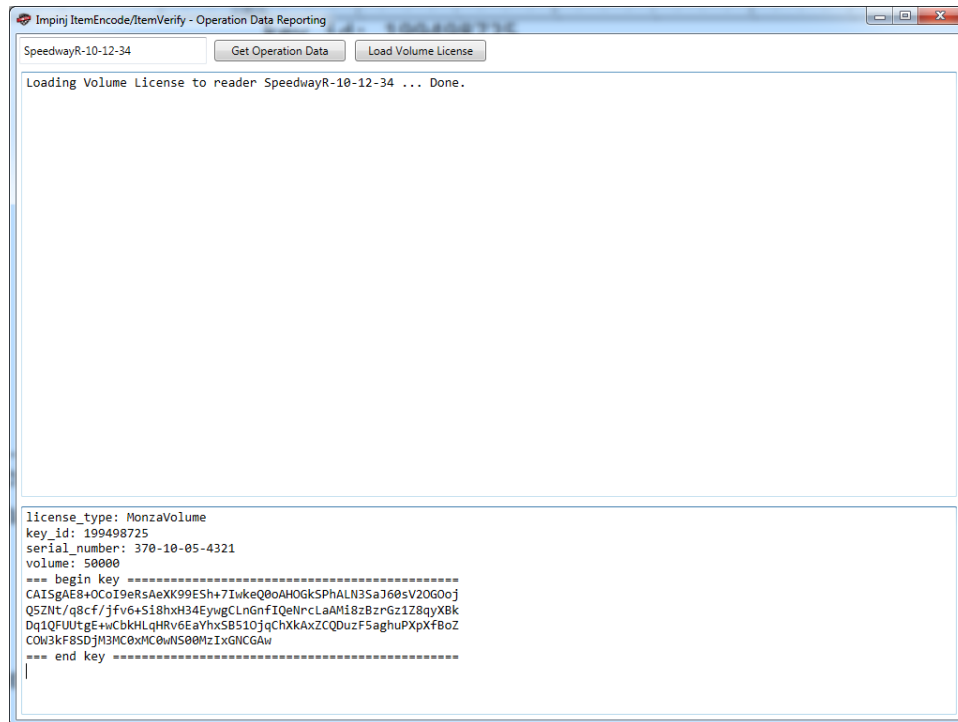 Impinj ItemEncode/ItemVerify - Operation Data Reporting
key_id: 199498725
SpeedwayR-10-12-34 Get Operation Data Load Volume License
Loading Volume License to reader SpeedwayR-10-12-34 ... Done.
license_type: MonzaVolume
key_id: 199498725
serial_number: 370-10-05-4321
volume: 50000
=== begin key ==============================================
CAISgAE8+OCoI9eRsAeXK99ESh+7IwkeQ0oAHOGkSPhALN3SaJ60sV2OGOoj
Q5ZNt/q8cf/jfv6+Si8hxH34EywgCLnGnfIQeNrcLaAMi8zBzrGz1Z8qyXBk
Dq1QFUUtgE+wCbkHLqHRv6EaYhxSB51OjqChXkAxZCQDuzF5aghuPXpXfBoZ
COW3kF8SDjM3MC0xMC0wNS00MzIxGNCGAw
=== end key ================================================